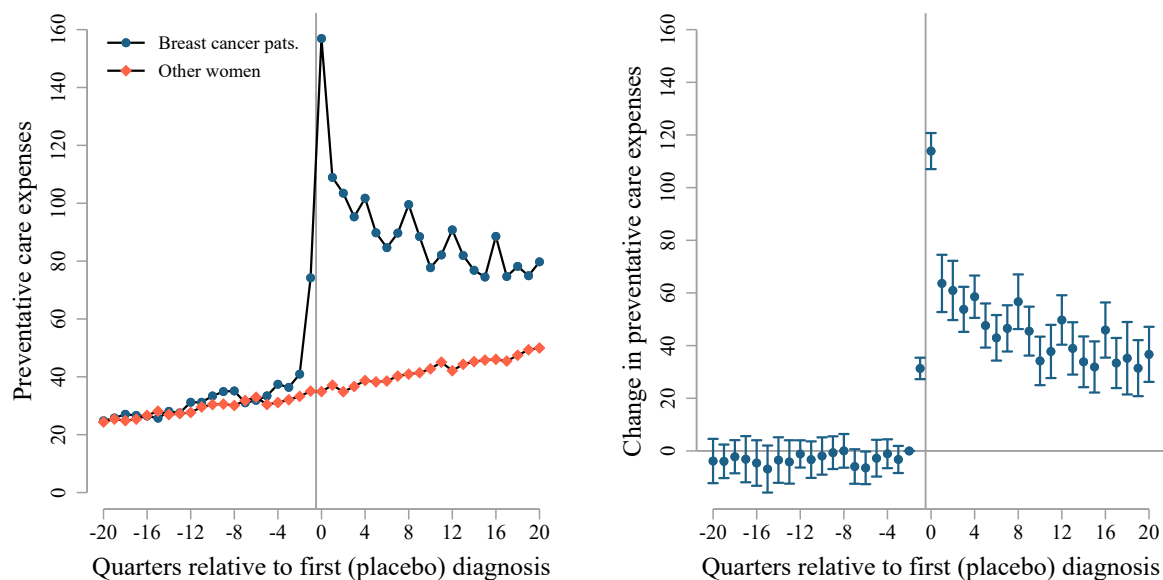 Preventative care expenses
0
20
40
60
80
100
120
140
160
Breast cancer pats.
Other women
-20 -16 -12 -8 -4 0 4 8 12 16 20
Quarters relative to first (placebo) diagnosis
Change in preventative care expenses
0
20
40
60
80
100
120
140
160
-20 -16 -12 -8 -4 0 4 8 12 16 20
Quarters relative to first (placebo) diagnosis